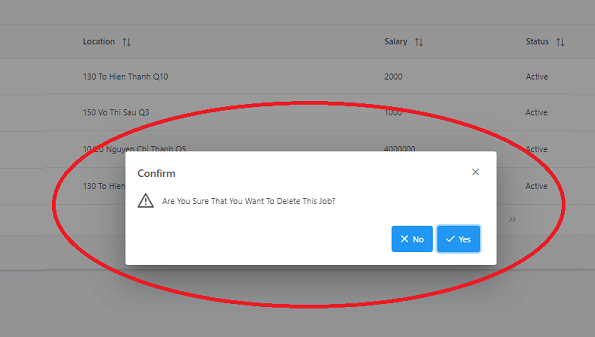 Location Salary Status
130 To Hien Thanh Q10 2000 Active
150 Vo Thi Sau Q3 1000 Active
10/20 Nguyen Chi Thanh Q5 4000000 Active
130 To Hien Active
Confirm
Are You Sure That You Want To Delete This Job?
No Yes